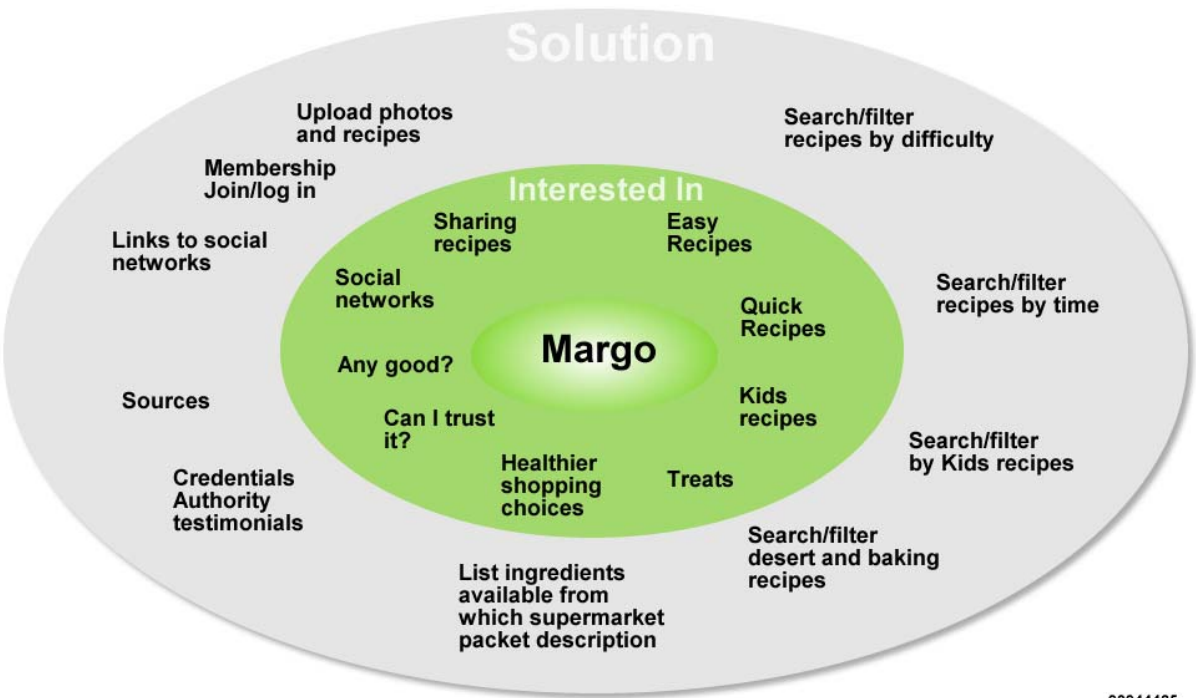 Solution
Upload photos
and recipes
Search/filter
recipes by difficulty
Membership
Join/log in
Links to social
networks
Interested In
Sharing
recipes
Easy
Recipes
Social
networks
Quick
Recipes
Search/filter
recipes by time
Margo
Any good?
Can I trust
it?
Kids
recipes
Healthier
shopping
choices
Treats
Sources
Credentials
Authority
testimonials
Search/filter
by Kids recipes
Search/filter
desert and baking
recipes
List ingredients
available from
which supermarket
packet description